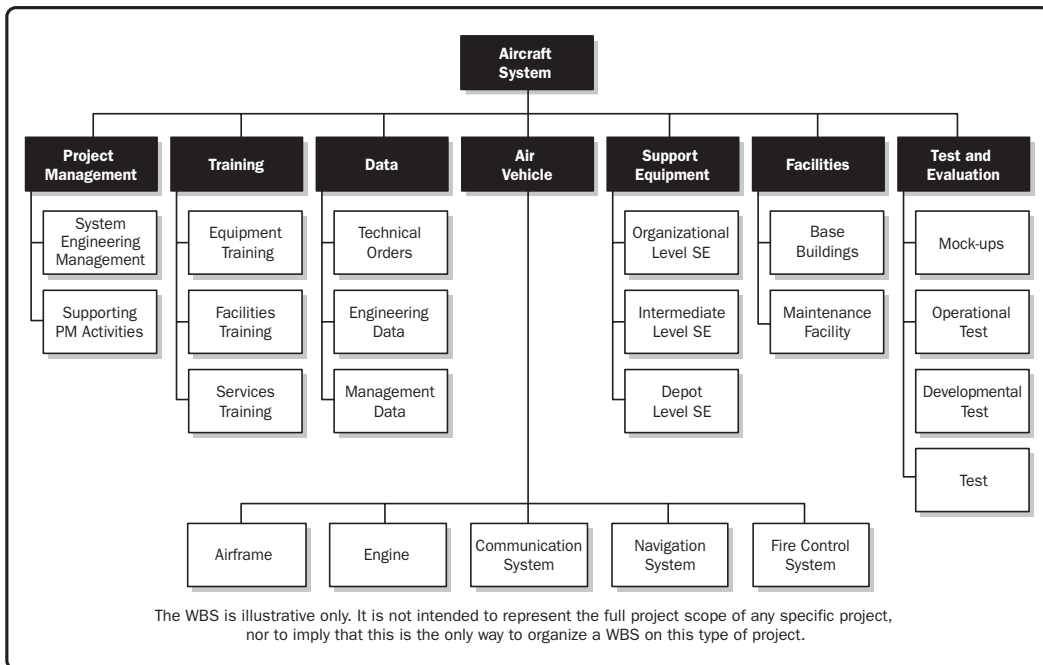 Aircraft
System
Project
Management
Training
Data
Air
Vehicle
Support
Equipment
Facilities
Test and
Evaluation
System
Engineering
Management
Supporting
PM Activities
Equipment
Training
Facilities
Training
Services
Training
Technical
Orders
Engineering
Data
Management
Data
Organizational
Level SE
Intermediate
Level SE
Depot
Level SE
Base
Buildings
Maintenance
Facility
Mock-ups
Operational
Test
Developmental
Test
Test
Airframe
Engine
Communication
System
Navigation
System
Fire Control
System
The WBS is illustrative only. It is not intended to represent the full project scope of any specific project,
nor to imply that this is the only way to organize a WBS on this type of project.